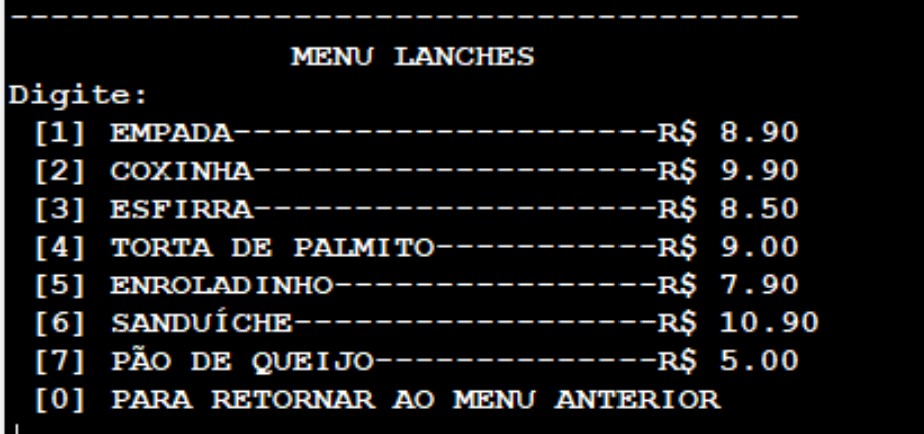 ---------------------------------------
MENU LANCHES
Digite:
[1] EMPADA---------------------R$ 8.90
[2] COXINHA--------------------R$ 9.90
[3] ESFIRRA--------------------R$ 8.50
[4] TORTA DE PALMITO-----------R$ 9.00
[5] ENROLADINHO----------------R$ 7.90
[6] SANDUÍCHE------------------R$ 10.90
[7] PÃO DE QUEIJO--------------R$ 5.00
[0] PARA RETORNAR AO MENU ANTERIOR